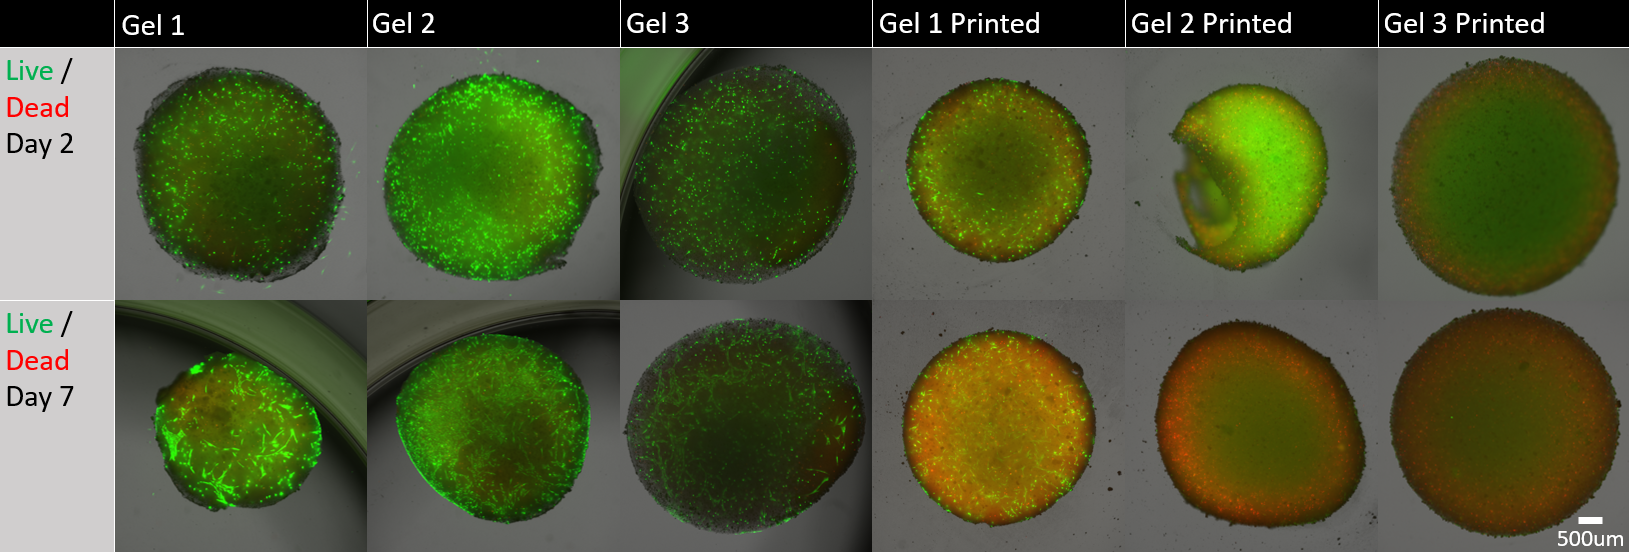 Gel 1
Gel 2
Gel 3
Gel 1 Printed
Gel 2 Printed
Gel 3 Printed
Live /
Dead
Day 2
Live /
Dead
Day 7
500um